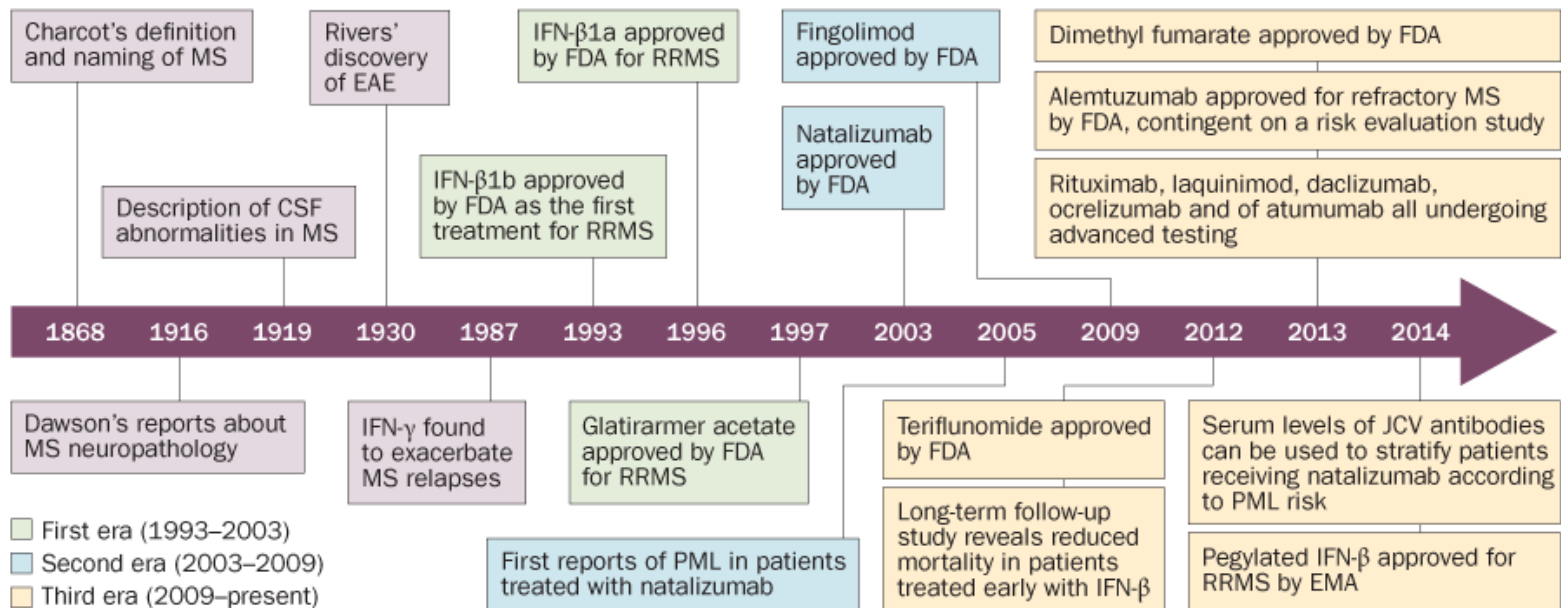 Charcot's definition
and naming of MS
Rivers'
discovery
of EAE
IFN-β1a approved
by FDA for RRMS
Fingolimod
approved by FDA
Dimethyl fumarate approved by FDA
Alemtuzumab approved for refractory MS
by FDA, contingent on a risk evaluation study
Natalizumab
approved
by FDA
IFN-β1b approved
by FDA as the first
treatment for RRMS
Rituximab, laquinimod, daclizumab,
ocrelizumab and of atumumab all undergoing
advanced testing
Description of CSF
abnormalities in MS
1868 1916 1919 1930 1987 1993 1996 1997 2003 2005 2009 2012 2013 2014
Dawson's reports about
MS neuropathology
IFN-γ found
to exacerbate
MS relapses
Glatirarmer acetate
approved by FDA
for RRMS
Teriflunomide approved
by FDA
Serum levels of JCV antibodies
can be used to stratify patients
receiving natalizumab according
to PML risk
Long-term follow-up
study reveals reduced
mortality in patients
treated early with IFN-β
First reports of PML in patients
treated with natalizumab
Pegylated IFN-β approved for
RRMS by EMA
First era (1993–2003)
Second era (2003–2009)
Third era (2009–present)